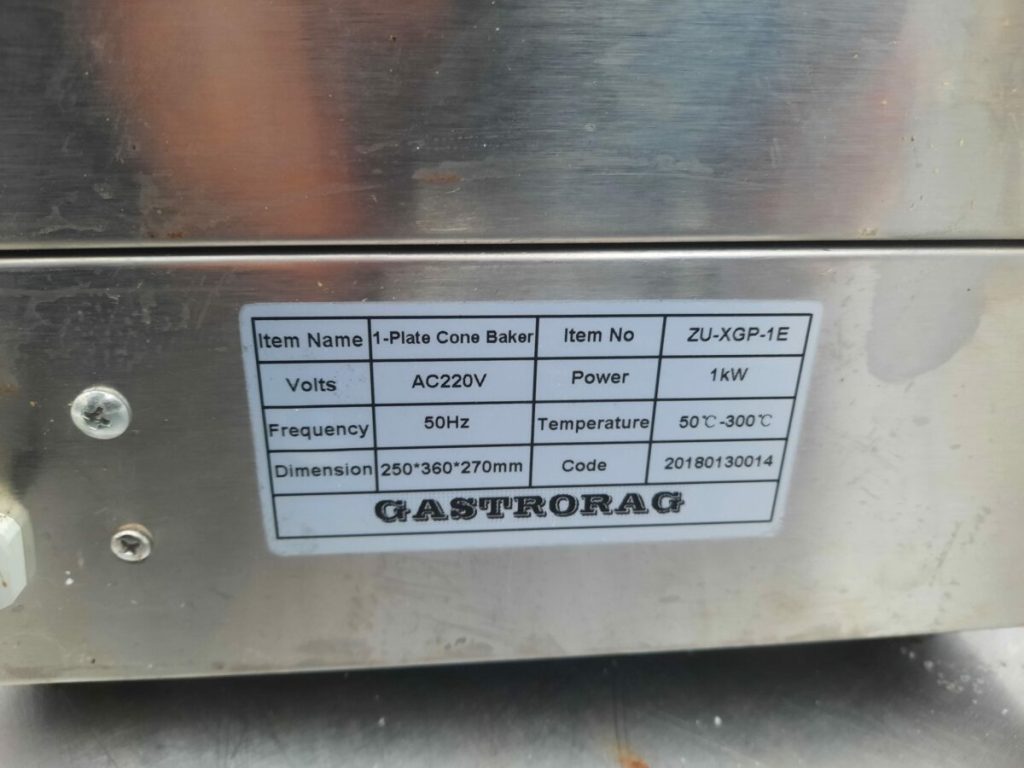 Item Name 1-Plate Cone Baker Item No ZU-XGP-1E
Volts AC220V Power 1kW
Frequency 50Hz Temperature 50℃-300℃
Dimension 250*360*270mm Code 20180130014
GASTRORAG